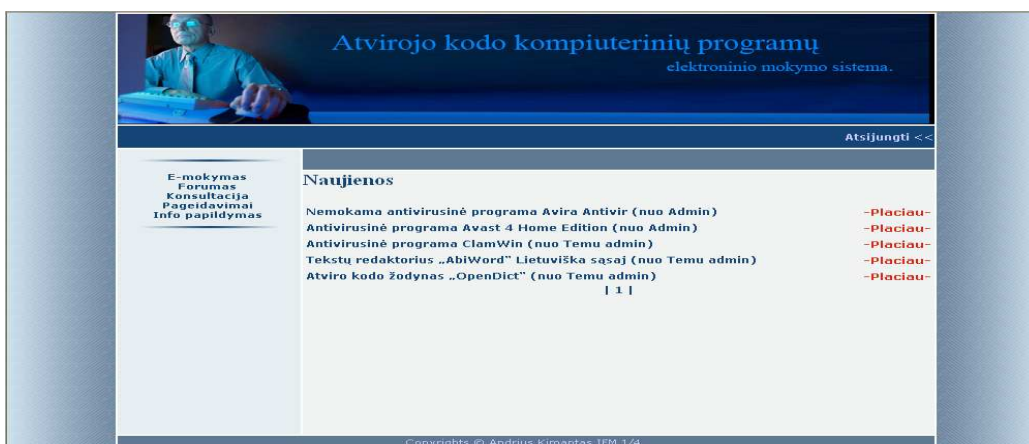 Atvirojo kodo kompiuterinių programų
elektroninio mokymo sistema.
Atsijungti <<
E-mokymas
Forumas
Konsultacija
Pageidavimai
Info papildymas
Naujienos
Nemokama antivirusinė programa Avira Antivir (nuo Admin) -Placiau-
Antivirusinė programa Avast 4 Home Edition (nuo Admin) -Placiau-
Antivirusinė programa ClamWin (nuo Temu admin) -Placiau-
Tekstų redaktorius „AbiWord" Lietuviška sąsaj (nuo Temu admin) -Placiau-
Atviro kodo žodynas „OpenDict" (nuo Temu admin) -Placiau-
| 1 |
Copyrights © Andrius Kimantas IFM 1/4